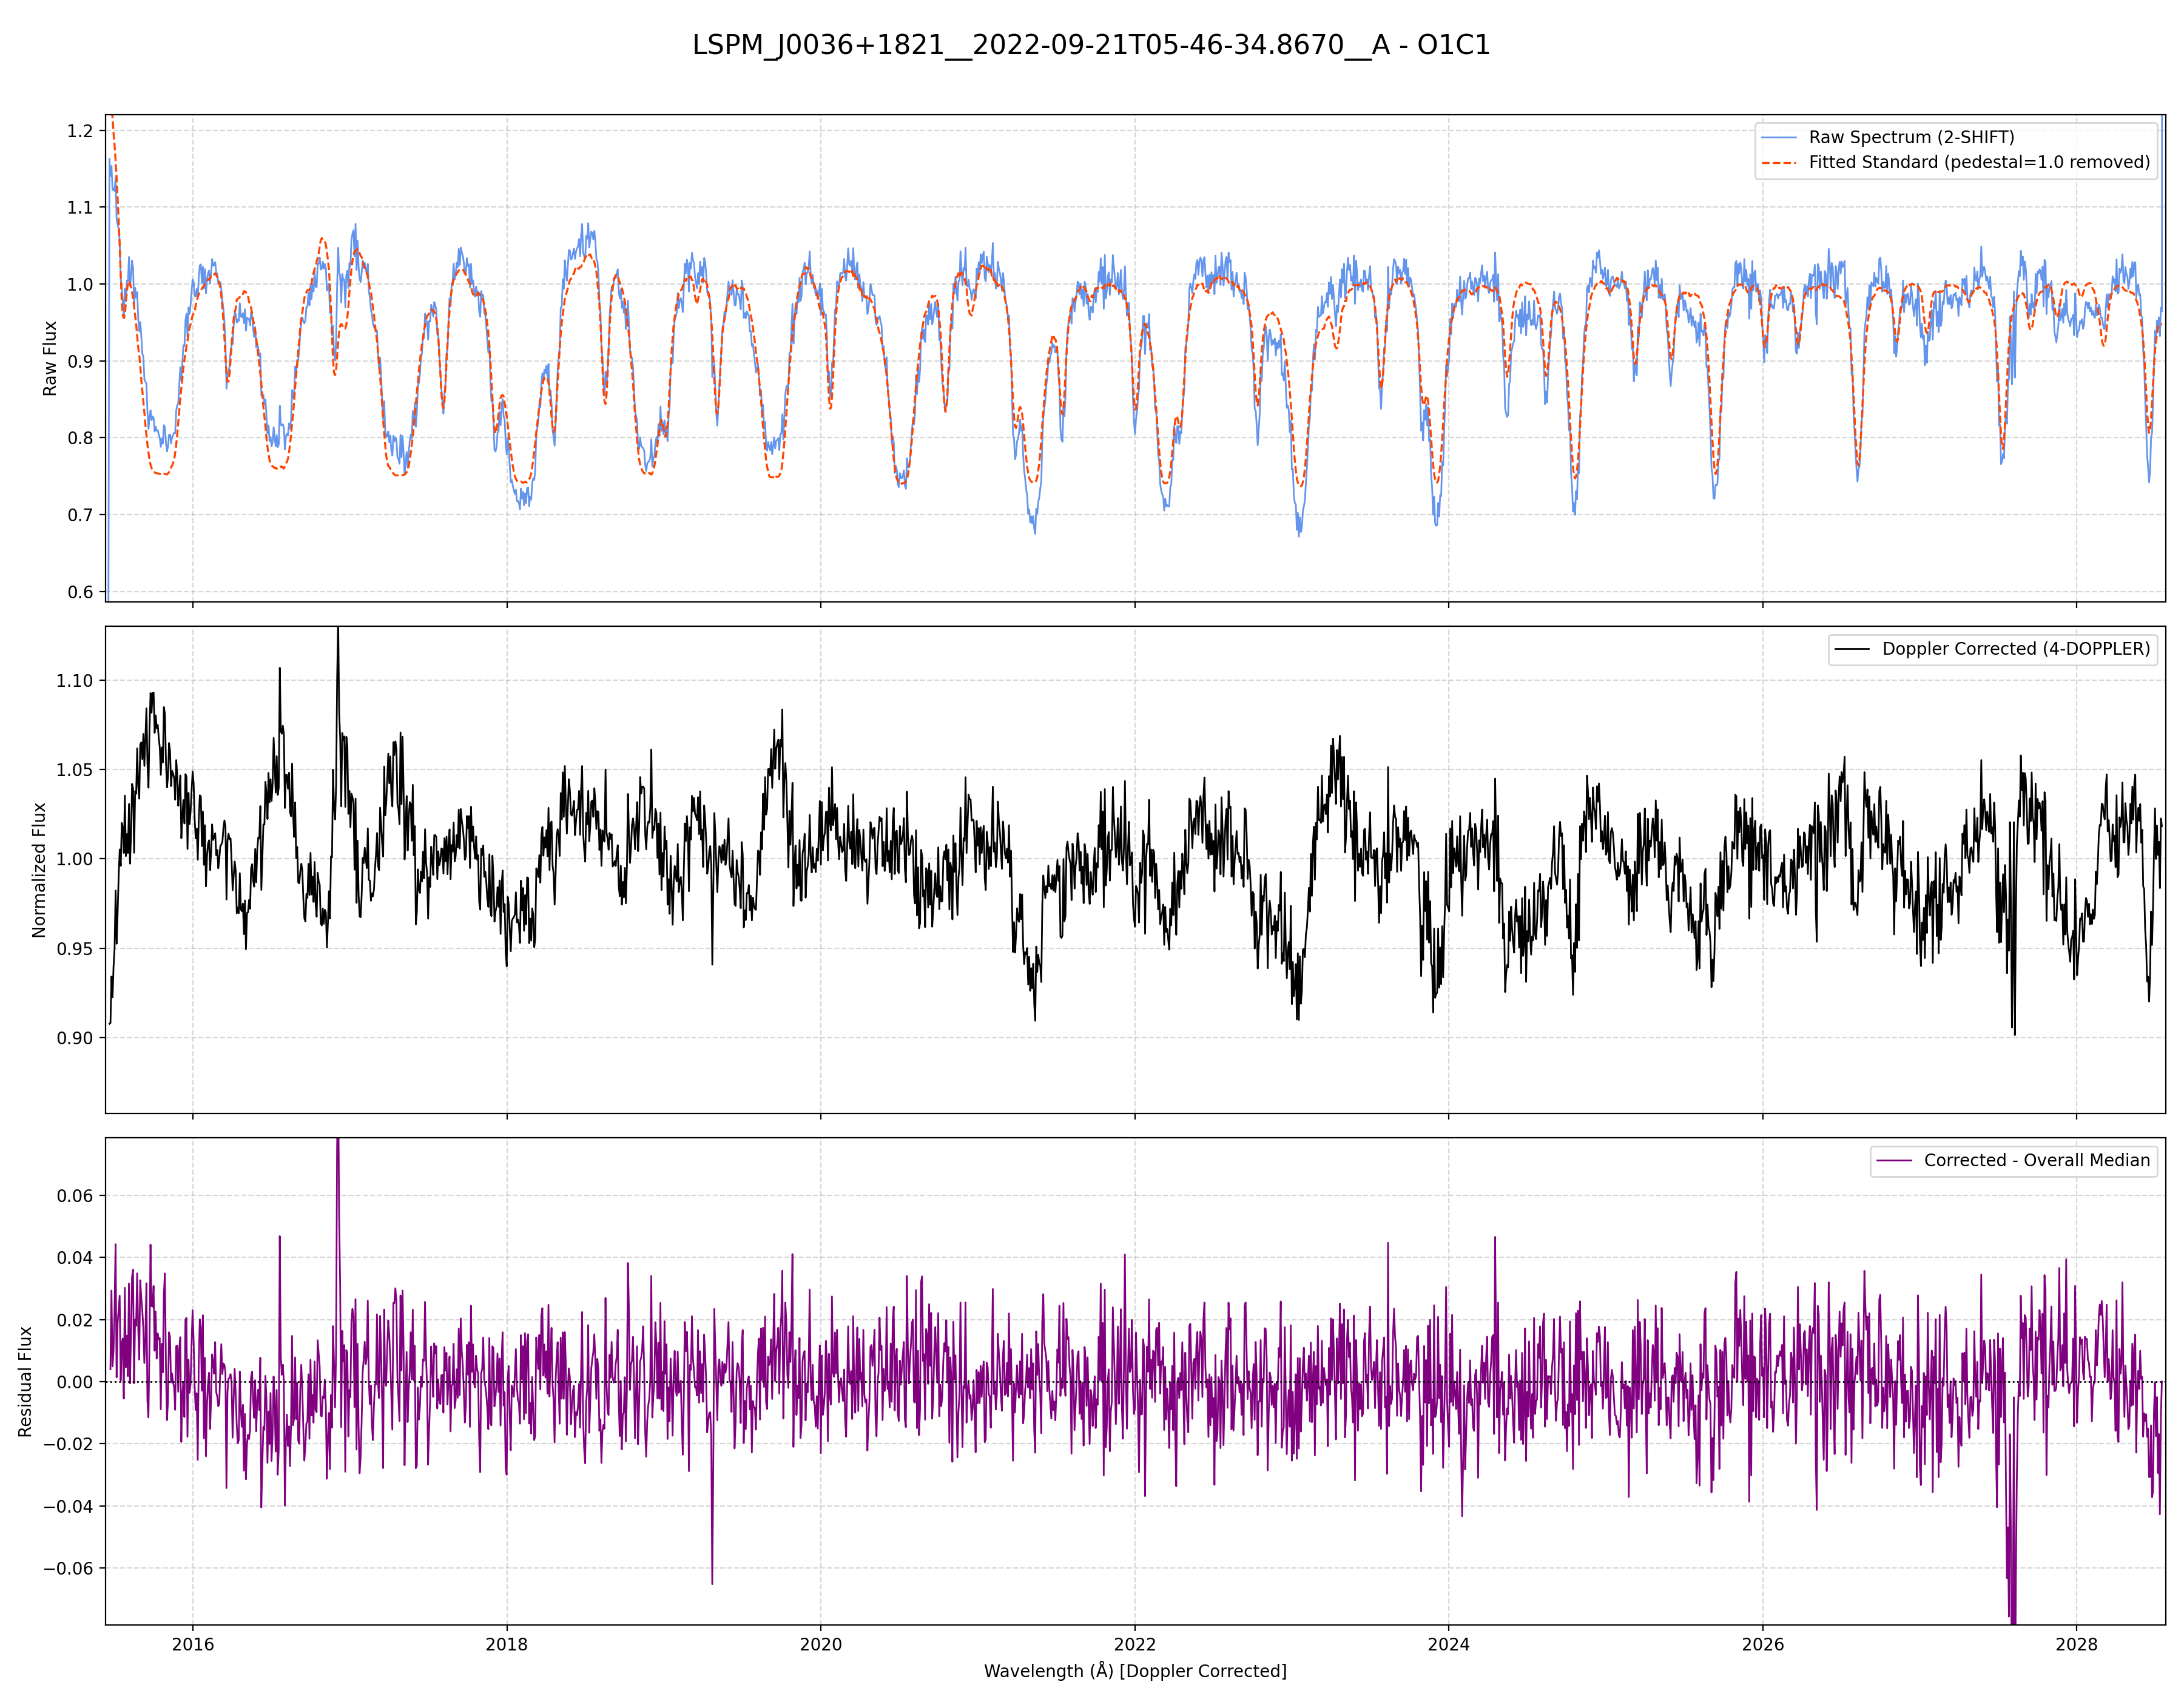 LSPM_J0036+1821__2022-09-21T05-46-34.8670__A - O1C1
Raw Spectrum (2-SHIFT)
Fitted Standard (pedestal=1.0 removed)
1.2
1.1
1.0
0.9
0.8
0.7
0.6
Raw Flux
Doppler Corrected (4-DOPPLER)
1.10
1.05
1.00
0.95
0.90
Normalized Flux
Corrected - Overall Median
0.06
0.04
0.02
0.00
−0.02
−0.04
−0.06
Residual Flux
2016 2018 2020 2022 2024 2026 2028
Wavelength (Å) [Doppler Corrected]